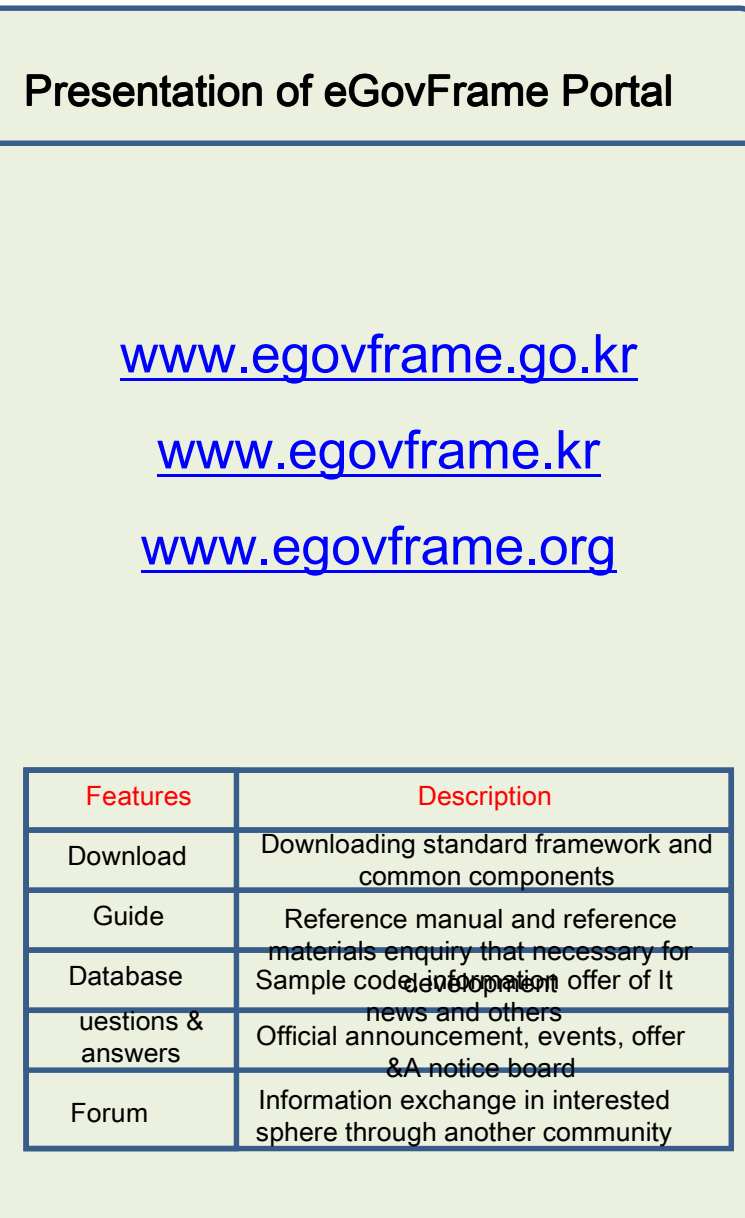 Presentation of eGovFrame Portal
www.egovframe.go.kr
www.egovframe.kr
www.egovframe.org
Features
Description
Download
Downloading standard framework and
common components
Guide
Reference manual and reference
materials enquiry that necessary for
development
Database
Sample code, information offer of It
news and others
uestions &
answers
Official announcement, events, offer
&A notice board
Forum
Information exchange in interested
sphere through another community